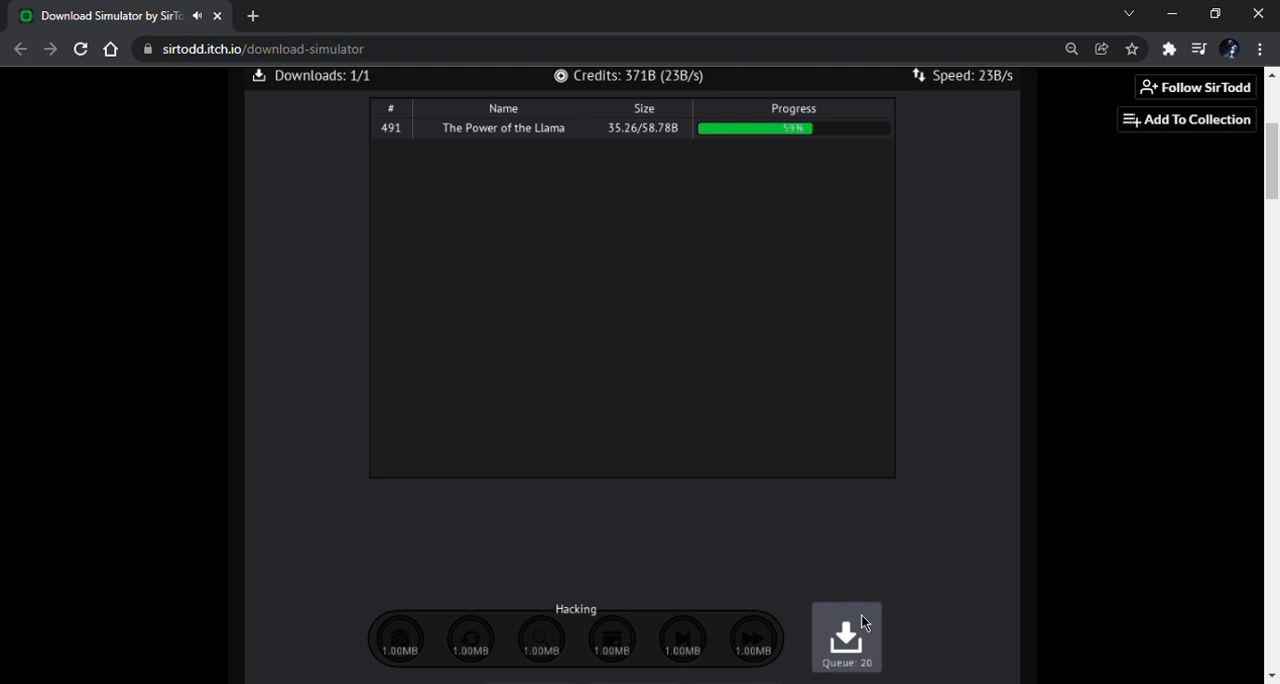 Download Simulator by SirTo
sirtodd.itch.io/download-simulator
Downloads: 1/1
Credits: 371B (23B/s)
Speed: 23B/s
Follow SirTodd
Add To Collection
# Name Size Progress
491 The Power of the Llama 35.26/58.78B 59%
Hacking
1.00MB 1.00MB 1.00MB 1.00MB 1.00MB 1.00MB
Queue: 20